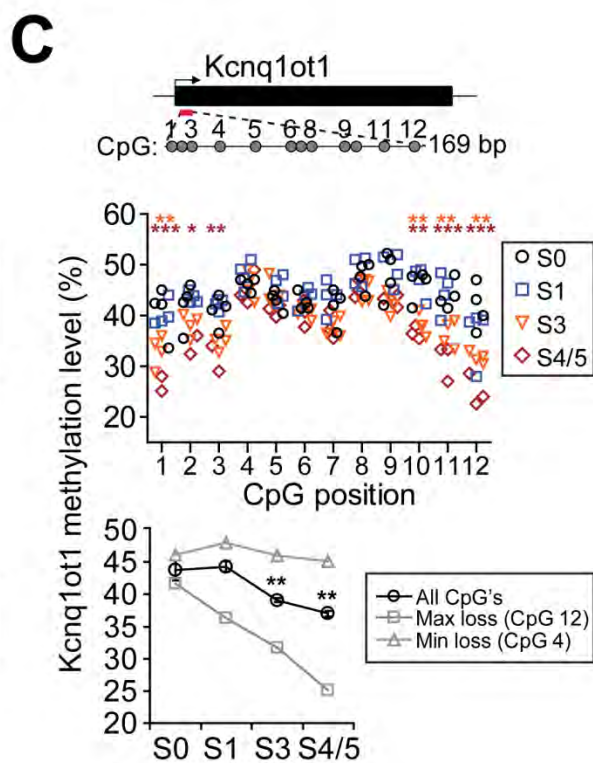 C
Kcnq1ot1
1 3 4 5 6 8 9 11 12
CpG: 169 bp
Kcnq1ot1 methylation level (%)
60
50
40
30
20
** ** ** **
*** * ** ** *** ***
1 2 3 4 5 6 7 8 9 10 11 12
CpG position
S0
S1
S3
S4/5
50
45
40
35
30
25
20
** **
S0 S1 S3 S4/5
All CpG's
Max loss (CpG 12)
Min loss (CpG 4)